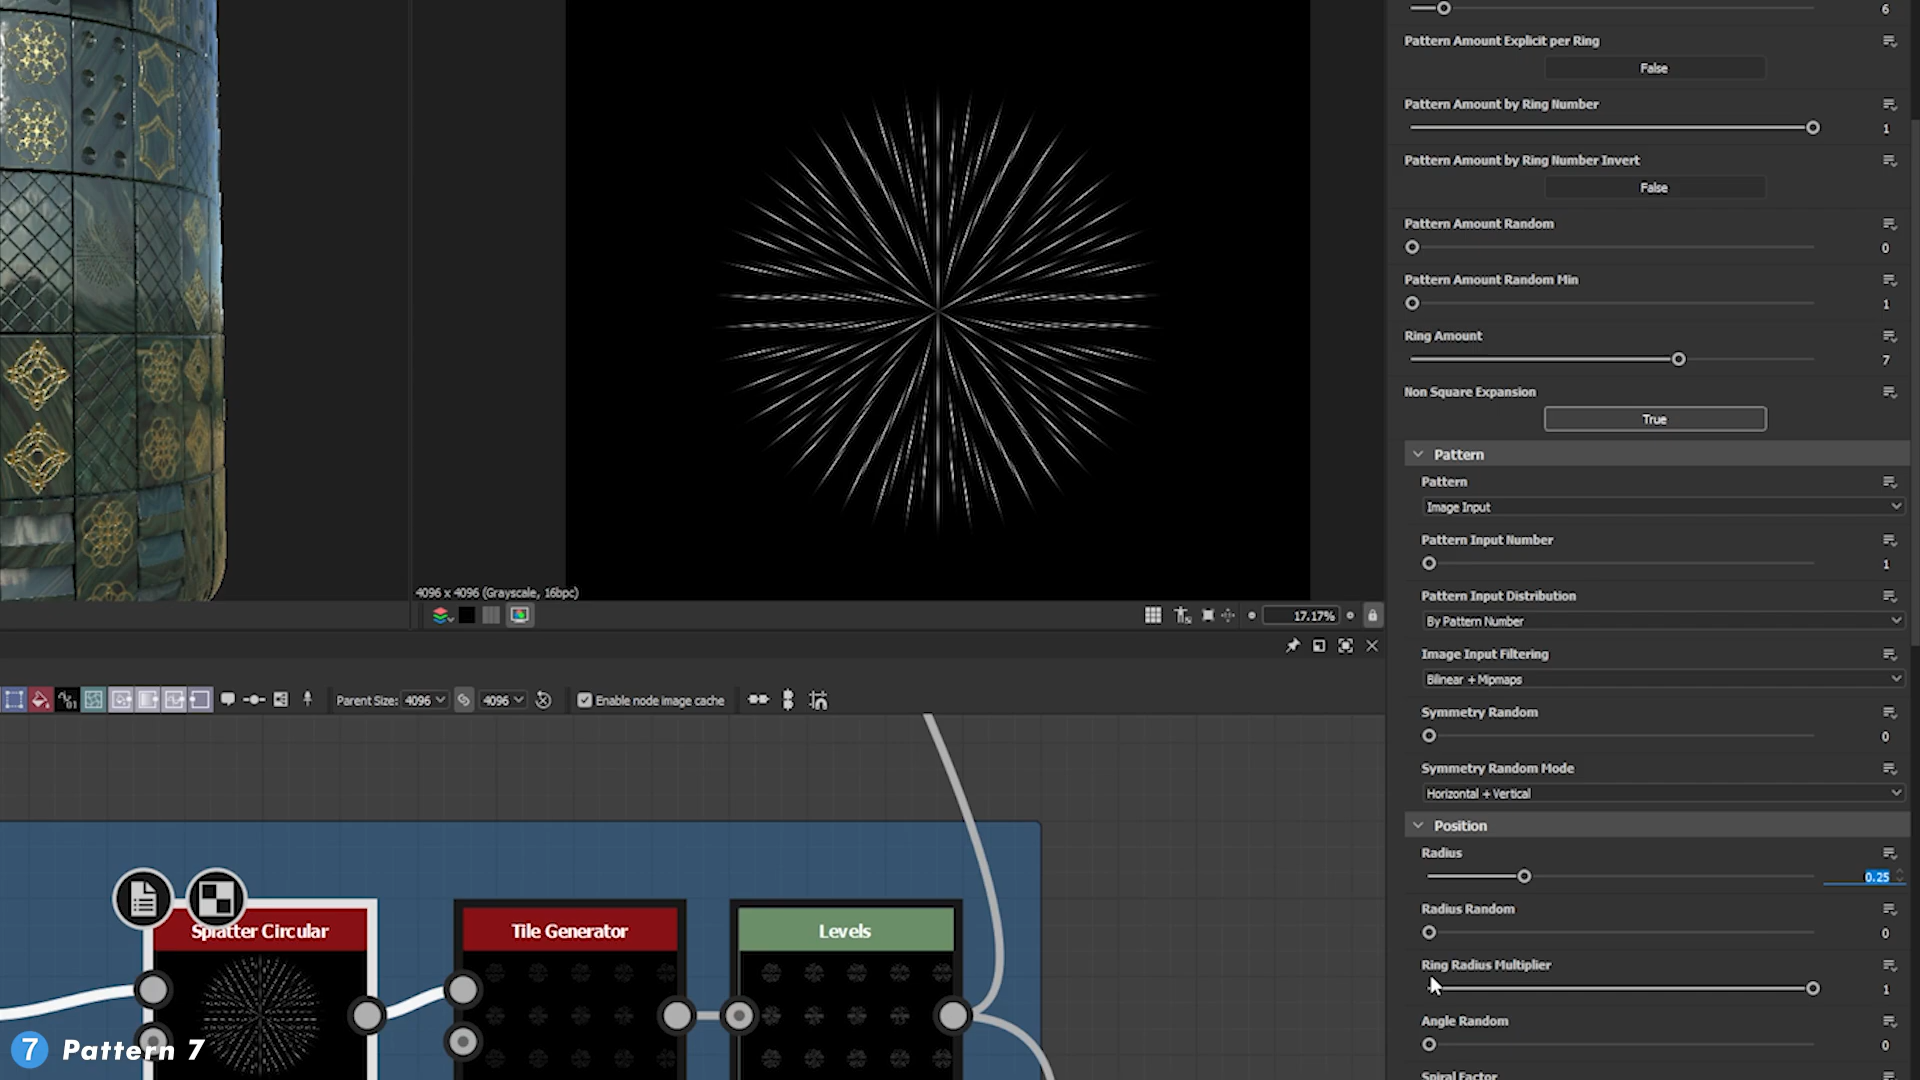 6
Pattern Amount Explicit per Ring
False
Pattern Amount by Ring Number
1
Pattern Amount by Ring Number Invert
False
Pattern Amount Random
0
Pattern Amount Random Min
1
Ring Amount
7
Non Square Expansion
True
Pattern
Pattern
Image Input
Pattern Input Number
1
Pattern Input Distribution
By Pattern Number
Image Input Filtering
Bilinear + Mipmaps
Symmetry Random
0
Symmetry Random Mode
Horizontal + Vertical
Position
Radius
0.25
Radius Random
0
Ring Radius Multiplier
1
Angle Random
0
Spiral Factor
4096 x 4096 (Grayscale, 16bpc)
17.17%
Parent Size: 4096 4096 Enable node image cache
Splatter Circular
Tile Generator
Levels
7 Pattern 7